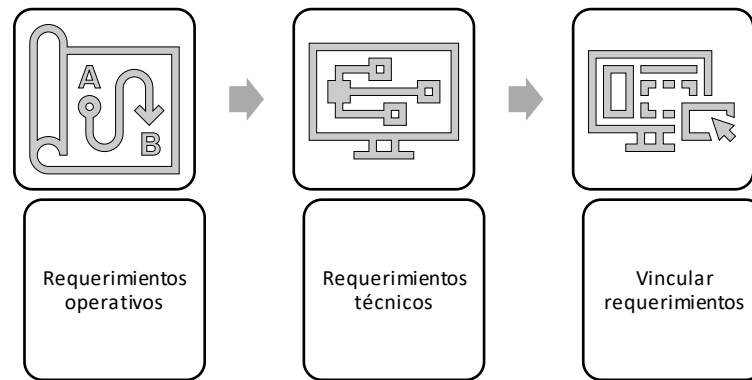 A
B
Requerimientos
operativos
Requerimientos
técnicos
Vincular
requerimientos